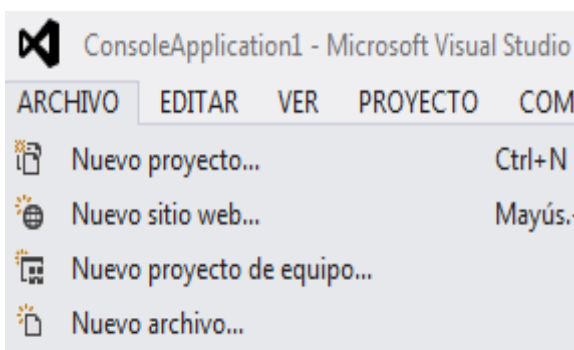 ConsoleApplication1 - Microsoft Visual Studio
ARCHIVO EDITAR VER PROYECTO
Nuevo proyecto... Ctrl+N
Nuevo sitio web... Mayús.
Nuevo proyecto de equipo...
Nuevo archivo...